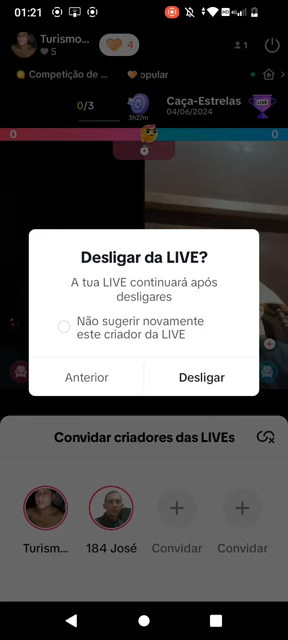 01:21
Turismo...
5
4
1
Competição de ...
opular
0/3
3h27m
Caça-Estrelas
04/06/2024
LIVE
0
0
Desligar da LIVE?
A tua LIVE continuará após
desligares
Não sugerir novamente
este criador da LIVE
Anterior
Desligar
Convidar criadores das LIVEs
Turism...
184 José
Convidar
Convidar